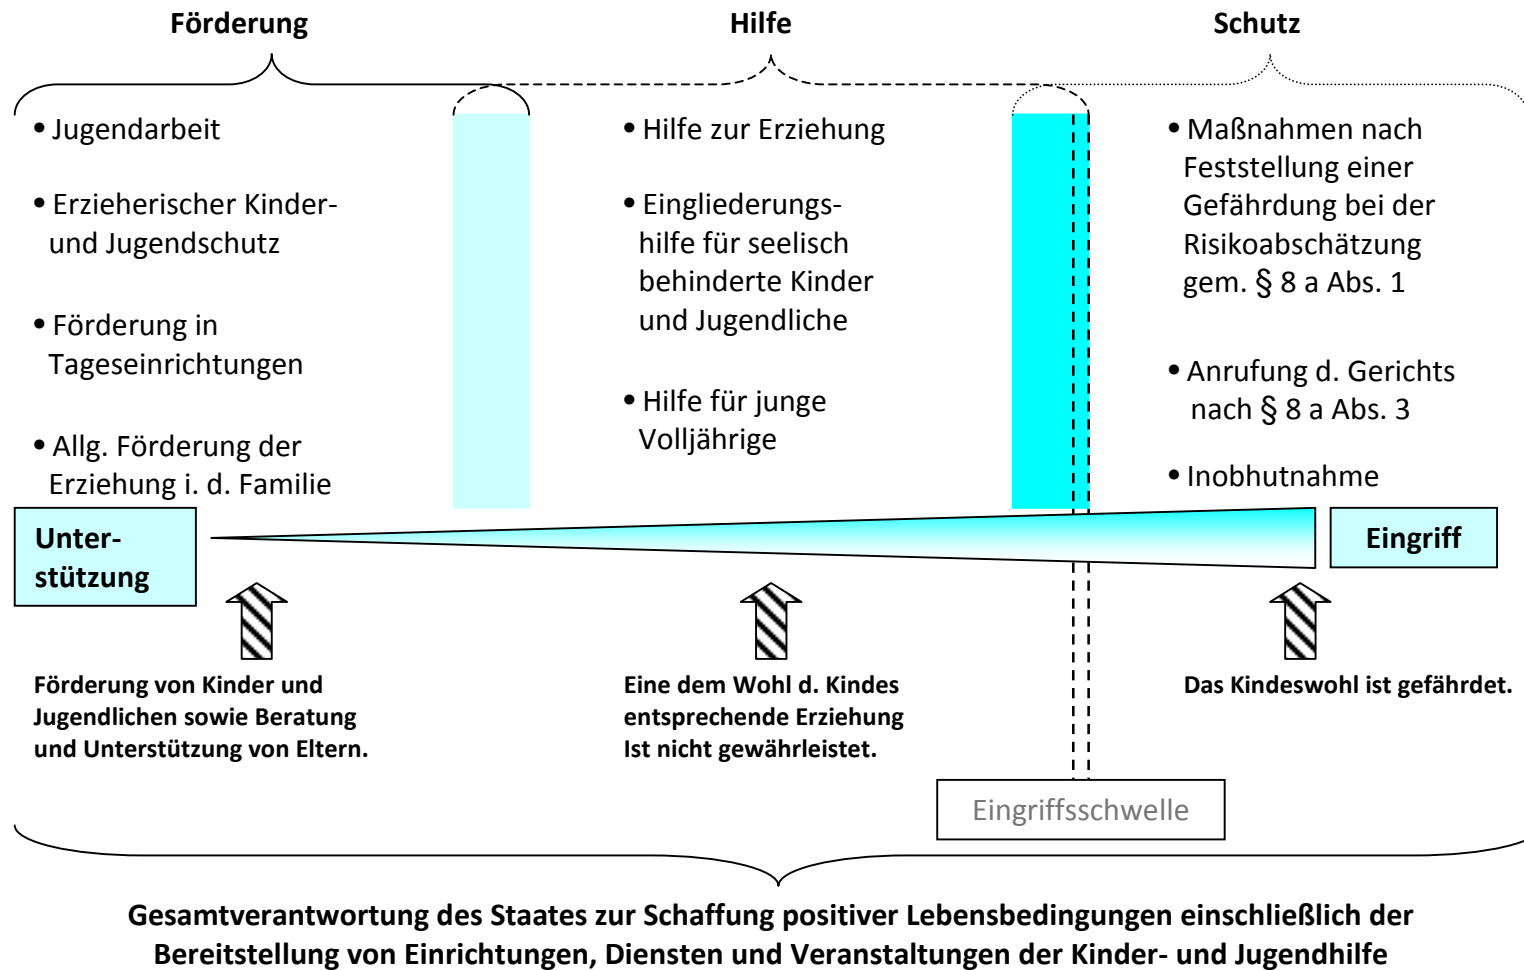 Förderung
Hilfe
Schutz
• Jugendarbeit
• Erzieherischer Kinder-
und Jugendschutz
• Förderung in
Tageseinrichtungen
• Allg. Förderung der
Erziehung i. d. Familie
• Hilfe zur Erziehung
• Eingliederungs-
hilfe für seelisch
behinderte Kinder
und Jugendliche
• Hilfe für junge
Volljährige
• Maßnahmen nach
Feststellung einer
Gefährdung bei der
Risikoabschätzung
gem. § 8 a Abs. 1
• Anrufung d. Gerichts
nach § 8 a Abs. 3
• Inobhutnahme
Unter-
stützung
Eingriff
Förderung von Kinder und
Jugendlichen sowie Beratung
und Unterstützung von Eltern.
Eine dem Wohl d. Kindes
entsprechende Erziehung
Ist nicht gewährleistet.
Das Kindeswohl ist gefährdet.
Eingriffsschwelle
Gesamtverantwortung des Staates zur Schaffung positiver Lebensbedingungen einschließlich der
Bereitstellung von Einrichtungen, Diensten und Veranstaltungen der Kinder- und Jugendhilfe